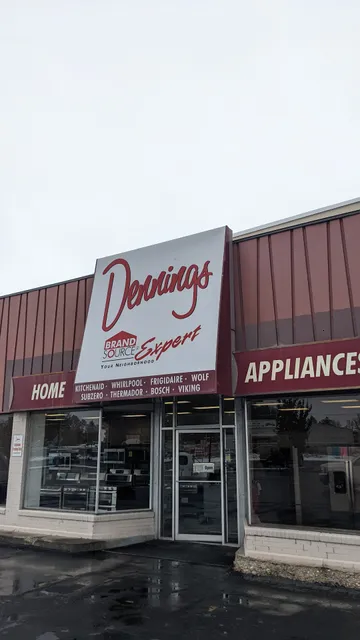 Dennings
BRAND
SOURCE Expert
YOUR NEIGHBORHOOD
HOME
KITCHENAID · WHIRLPOOL · FRIGIDAIRE · WOLF
SUBZERO · THERMADOR · BOSCH · VIKING
APPLIANCES